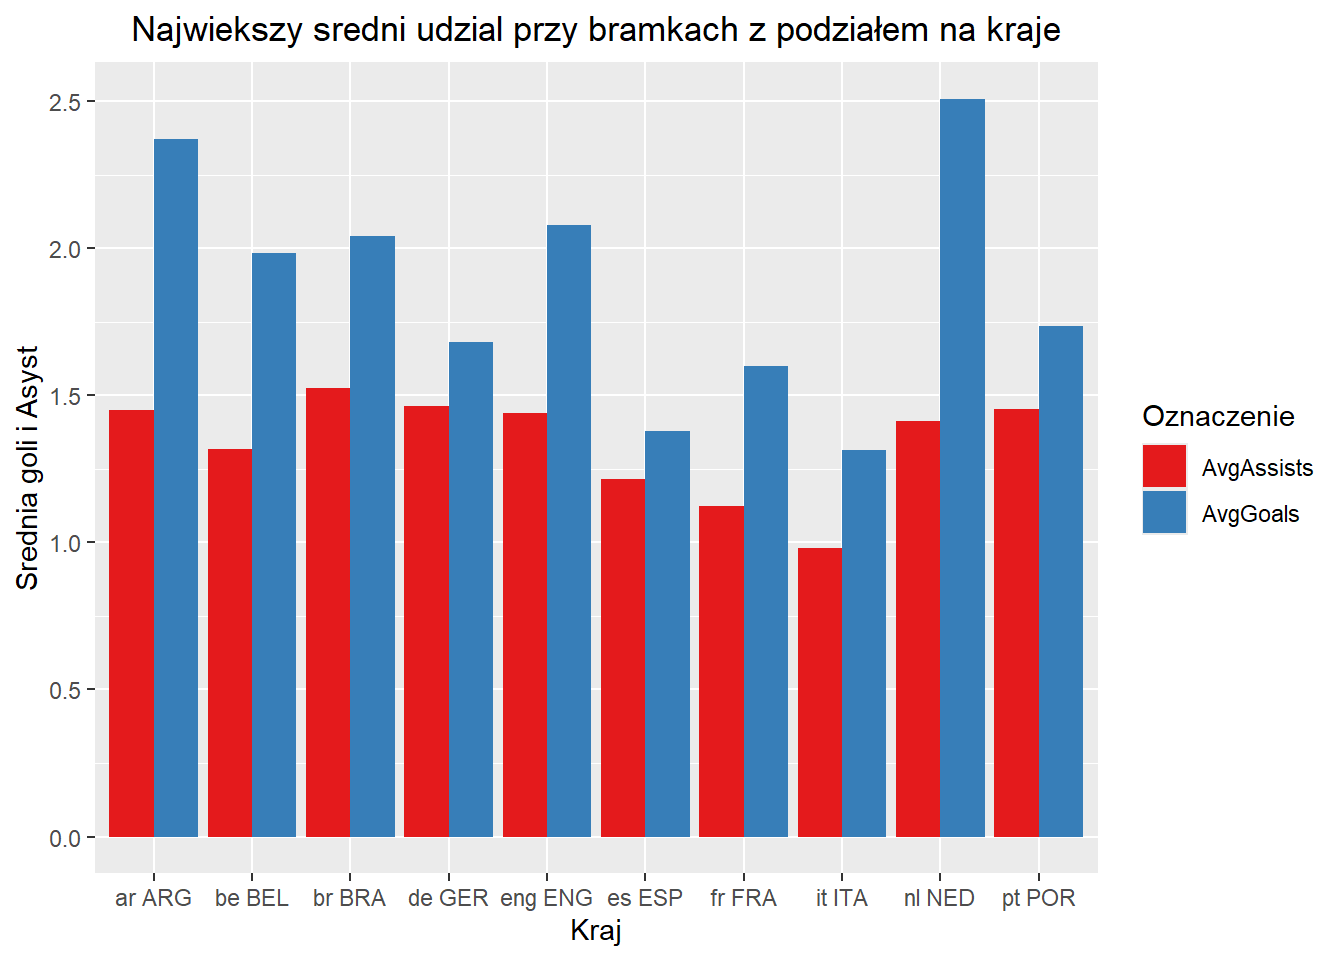 Najwiekszy sredni udzial przy bramkach z podziałem na kraje
Srednia goli i Asyst
2.5
2.0
1.5
1.0
0.5
0.0
ar ARG be BEL br BRA de GER eng ENG es ESP fr FRA it ITA nl NED pt POR
Kraj
Oznaczenie
AvgAssists
AvgGoals